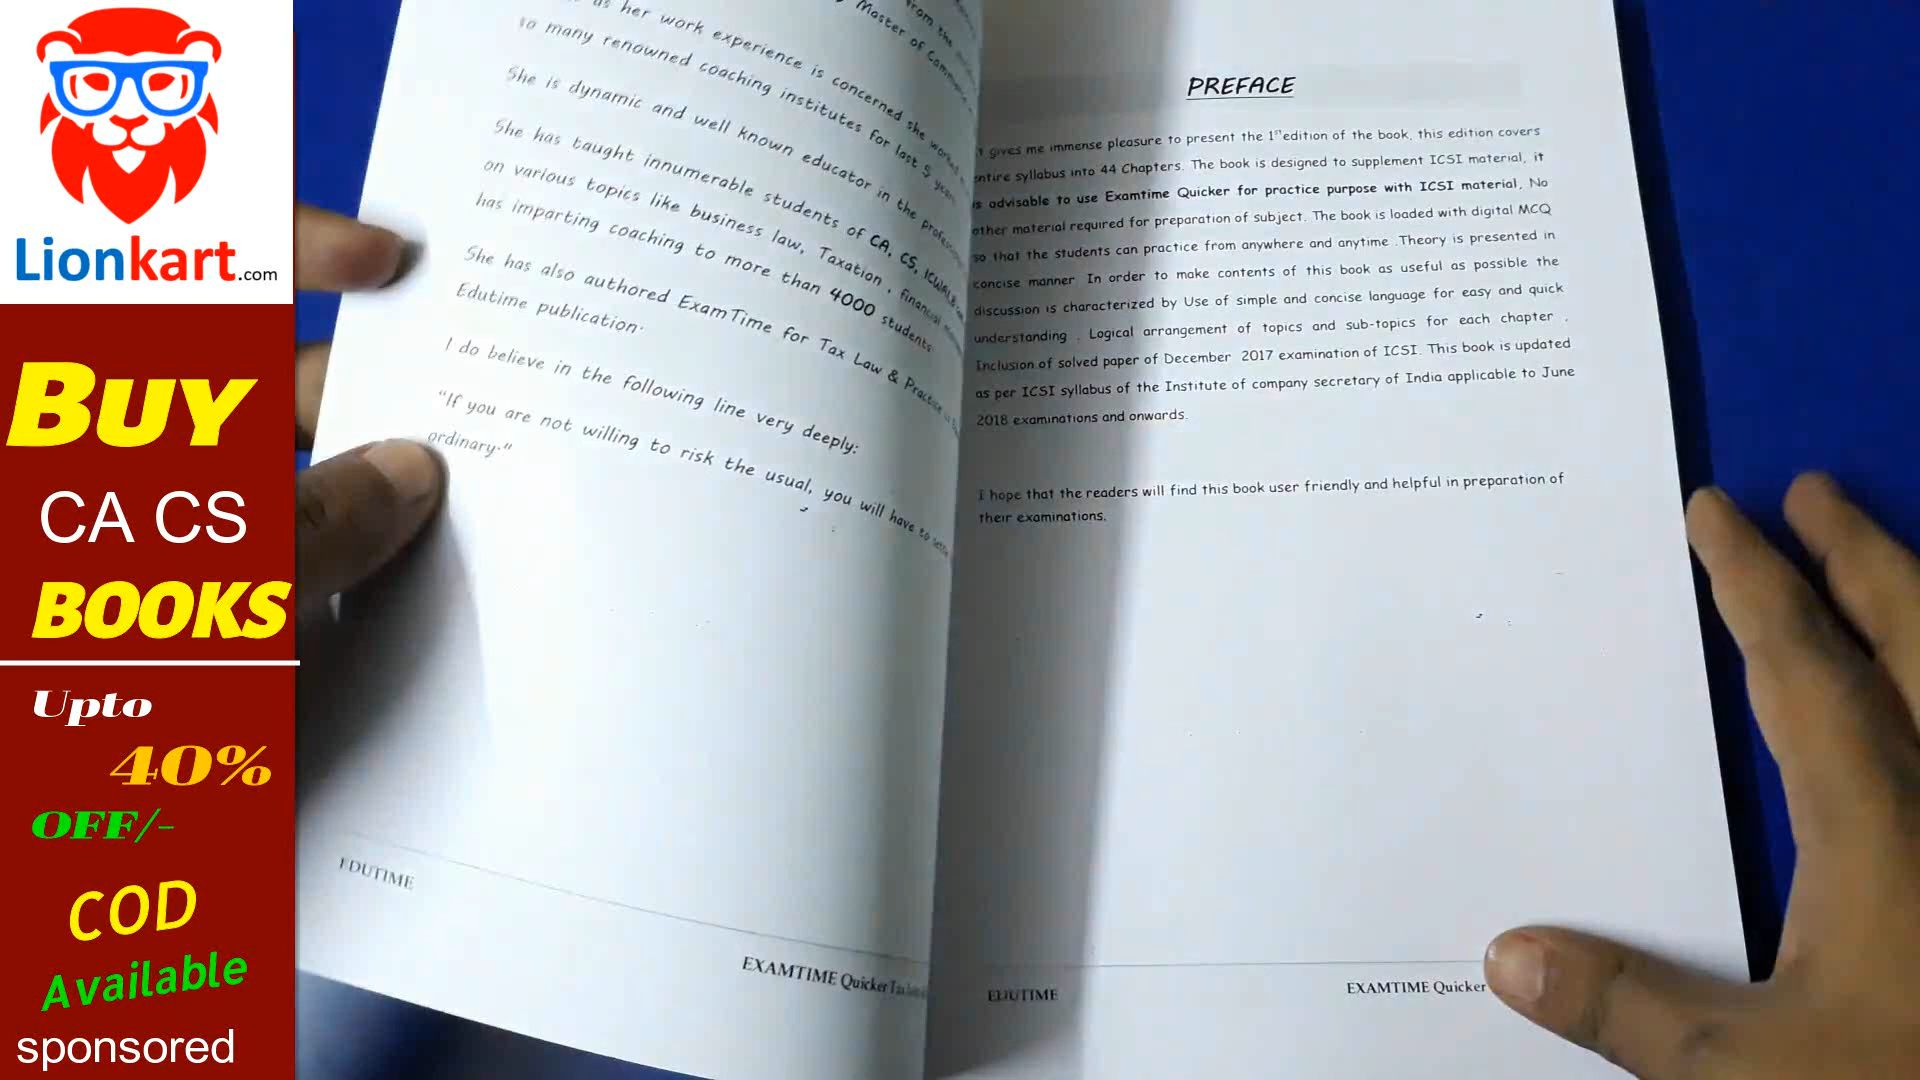 Lionkart.com
BUY
CA CS
BOOKS
Upto
40%
OFF/-
COD
Available
sponsored
from the
Master of Commerce
as her work experience is concerned she worked
so many renowned coaching institutes for last 5 years
She is dynamic and well known educator in the
She has taught innumerable students of CA, CS, ICWAI &
on various topics like business law, Taxation , financial
has imparting coaching to more than 4000 students.
She has also authored ExamTime for Tax Law & Practice
Edutime publication.
I do believe in the following line very deeply:
"If you are not willing to risk the usual, you will have to settle
ordinary."
EDUTIME
EXAMTIME Quicker
PREFACE
gives me immense pleasure to present the 1st edition of the book, this edition covers
entire syllabus into 44 Chapters. The book is designed to supplement ICSI material, it
is advisable to use Examtime Quicker for practice purpose with ICSI material, No
other material required for preparation of subject. The book is loaded with digital MCQ
so that the students can practice from anywhere and anytime .Theory is presented in
concise manner In order to make contents of this book as useful as possible the
discussion is characterized by Use of simple and concise language for easy and quick
understanding , Logical arrangement of topics and sub-topics for each chapter ,
Inclusion of solved paper of December 2017 examination of ICSI. This book is updated
as per ICSI syllabus of the Institute of company secretary of India applicable to June
2018 examinations and onwards.
I hope that the readers will find this book user friendly and helpful in preparation of
their examinations.
EDUTIME
EXAMTIME Quicker